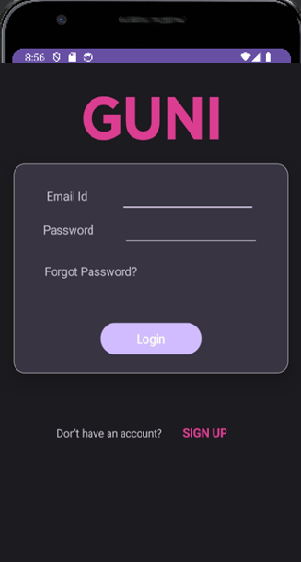 8:56
GUNI
Email Id
Password
Forgot Password?
Login
Don't have an account? SIGN UP